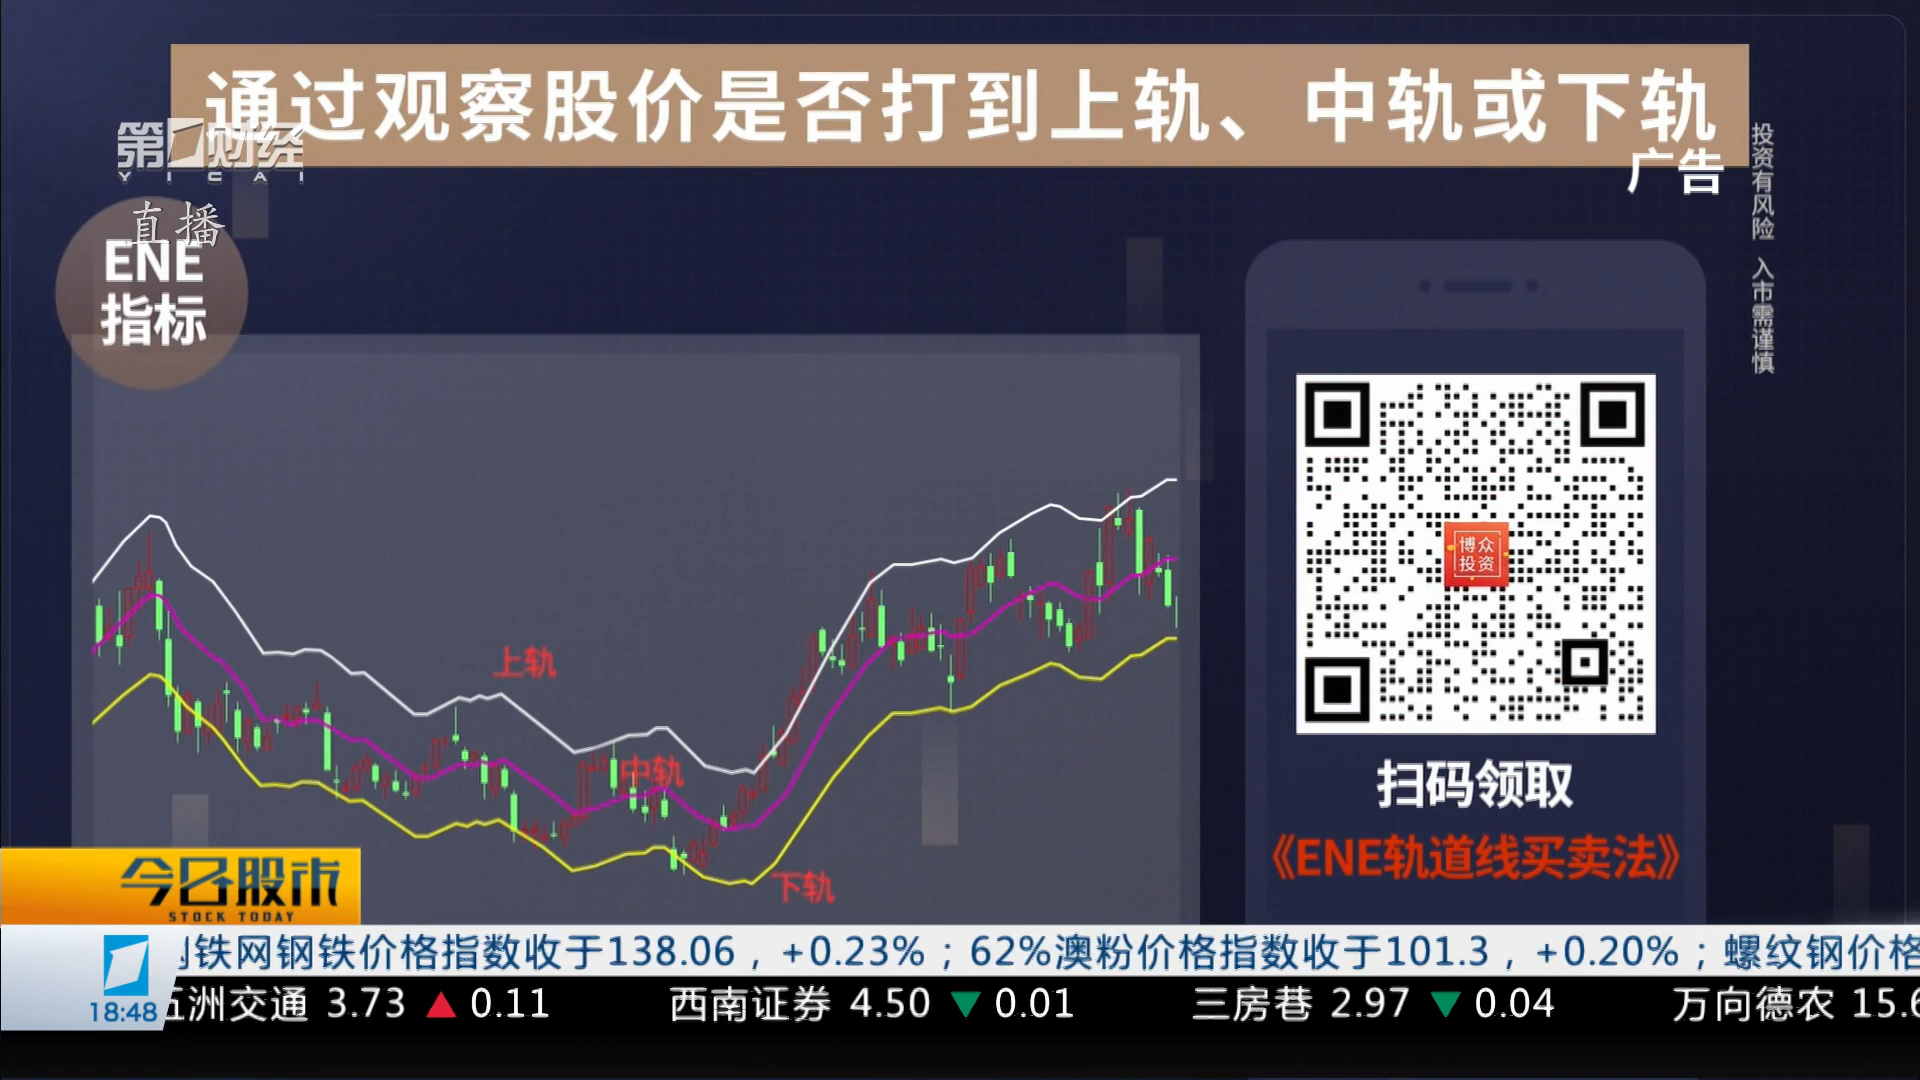 通过观察股价是否打到上轨、中轨或下轨
第一财经
YICAI
广告
投资有风险 入市需谨慎
直播
ENE
指标
上轨
中轨
下轨
博众
投资
扫码领取
《ENE轨道线买卖法》
今日股市
STOCK TODAY
铁网钢铁价格指数收于138.06，+0.23%；62%澳粉价格指数收于101.3，+0.20%；螺纹钢价格
18:48
五洲交通 3.73 ▲ 0.11 西南证券 4.50 ▼ 0.01 三房巷 2.97 ▼ 0.04 万向德农 15.6